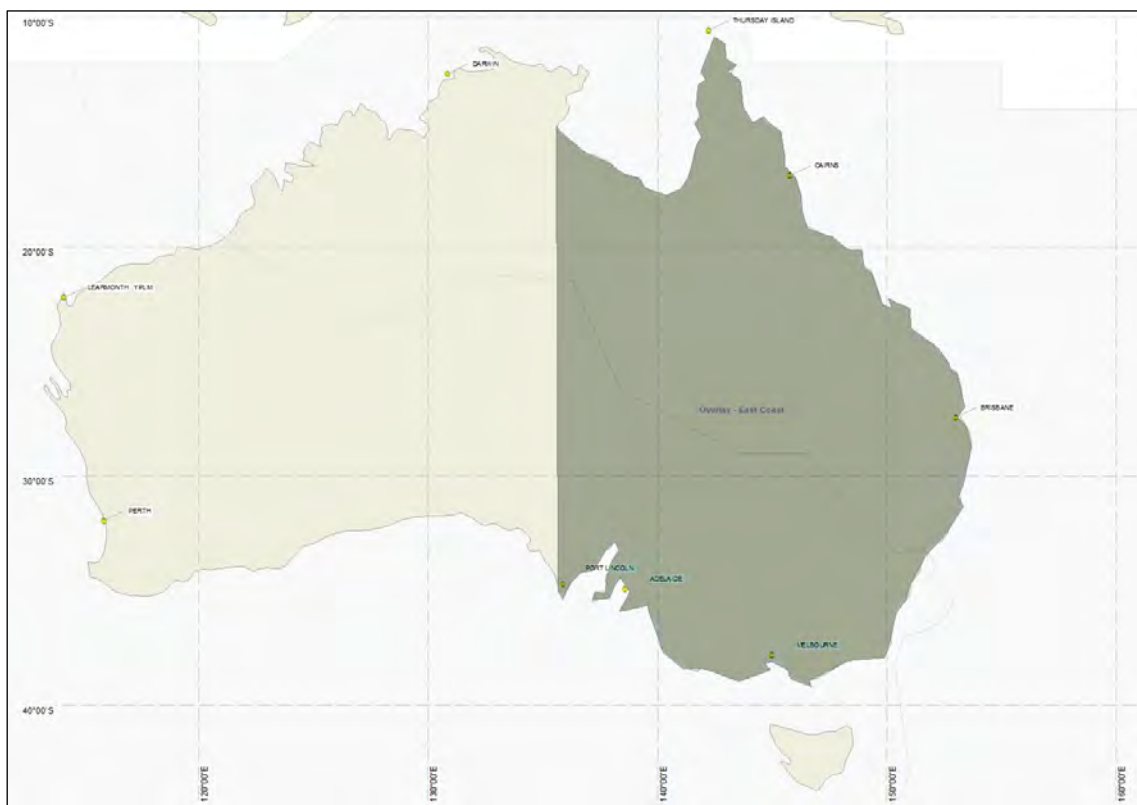 10°00'S
THURSDAY ISLAND
DARWIN
CAIRNS
20°00'S
BRISBANE
30°00'S
PERTH
PORT LINCOLN
ADELAIDE
MELBOURNE
40°00'S
120°00'E
130°00'E
140°00'E
150°00'E
160°00'E
LEARMONTH
East Coast